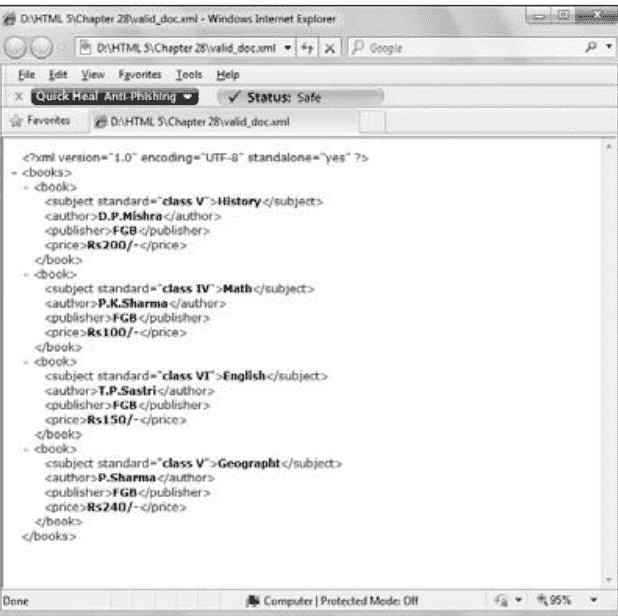 D:\HTML 5\Chapter 28\valid_doc.xml - Windows Internet Explorer
D:\HTML 5\Chapter 28\valid_doc.xml
Google
File Edit View Favorites Tools Help
× Quick Heal Anti-Phishing Status: Safe
Favorites D:\HTML 5\Chapter 28\valid_doc.xml
<?xml version="1.0" encoding="UTF-8" standalone="yes" ?>
- <books>
- <book>
<subject standard="class V">History</subject>
<author>D.P.Mishra</author>
<publisher>FGB</publisher>
<price>Rs200/-</price>
</book>
- <book>
<subject standard="class IV">Math</subject>
<author>P.K.Sharma</author>
<publisher>FGB</publisher>
<price>Rs100/-</price>
</book>
- <book>
<subject standard="class VI">English</subject>
<author>T.P.Sastri</author>
<publisher>FGB</publisher>
<price>Rs150/-</price>
</book>
- <book>
<subject standard="class V">Geographt</subject>
<author>P.Sharma</author>
<publisher>FGB</publisher>
<price>Rs240/-</price>
</book>
</books>
Done Computer | Protected Mode: Off 95%